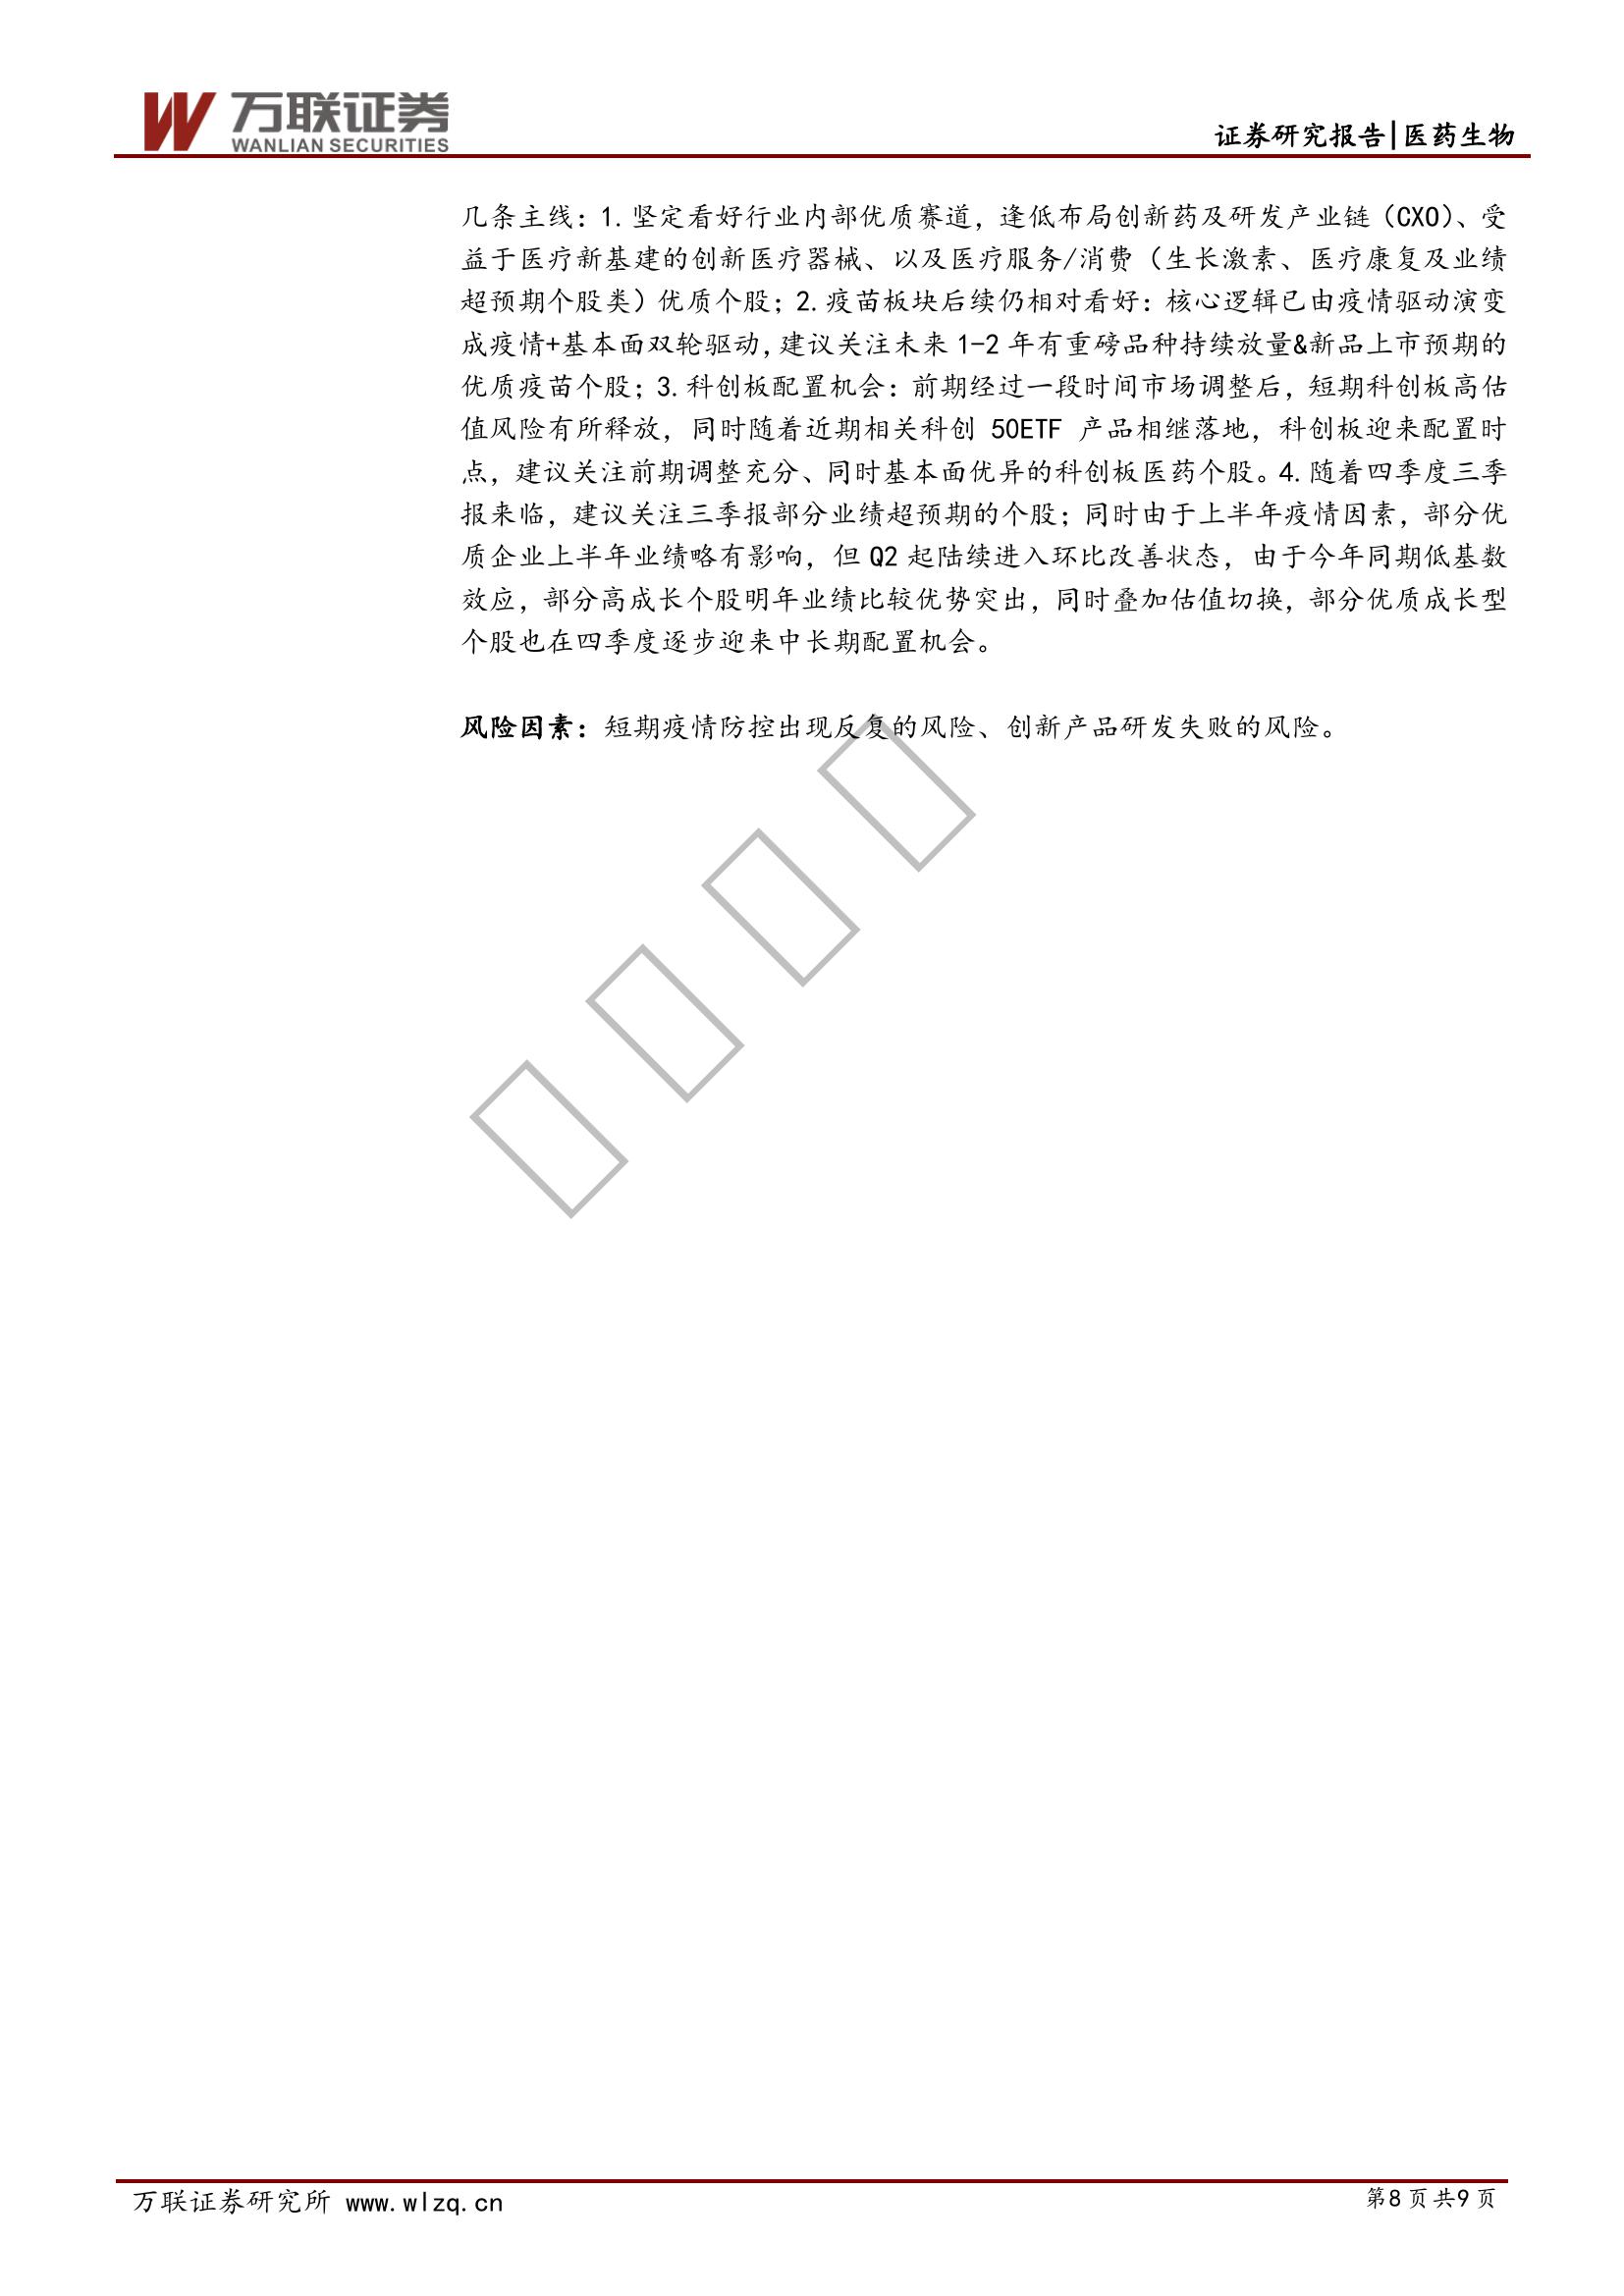 万联证券
WANLIAN SECURITIES
证券研究报告|医药生物
几条主线：1.坚定看好行业内部优质赛道，逢低布局创新药及研发产业链（CXO）、受
益于医疗新基建的创新医疗器械、以及医疗服务/消费（生长激素、医疗康复及业绩
超预期个股类）优质个股；2.疫苗板块后续仍相对看好：核心逻辑已由疫情驱动演变
成疫情+基本面双轮驱动，建议关注未来 1-2 年有重磅品种持续放量&新品上市预期的
优质疫苗个股；3.科创板配置机会：前期经过一段时间市场调整后，短期科创板高估
值风险有所释放，同时随着近期相关科创 50ETF 产品相继落地，科创板迎来配置时
点，建议关注前期调整充分、同时基本面优异的科创板医药个股。4.随着四季度三季
报来临，建议关注三季报部分业绩超预期的个股；同时由于上半年疫情因素，部分优
质企业上半年业绩略有影响，但 Q2 起陆续进入环比改善状态，由于今年同期低基数
效应，部分高成长个股明年业绩比较优势突出，同时叠加估值切换，部分优质成长型
个股也在四季度逐步迎来中长期配置机会。
风险因素：短期疫情防控出现反复的风险、创新产品研发失败的风险。
万联证券研究所 www.wlzq.cn
第8页共9页